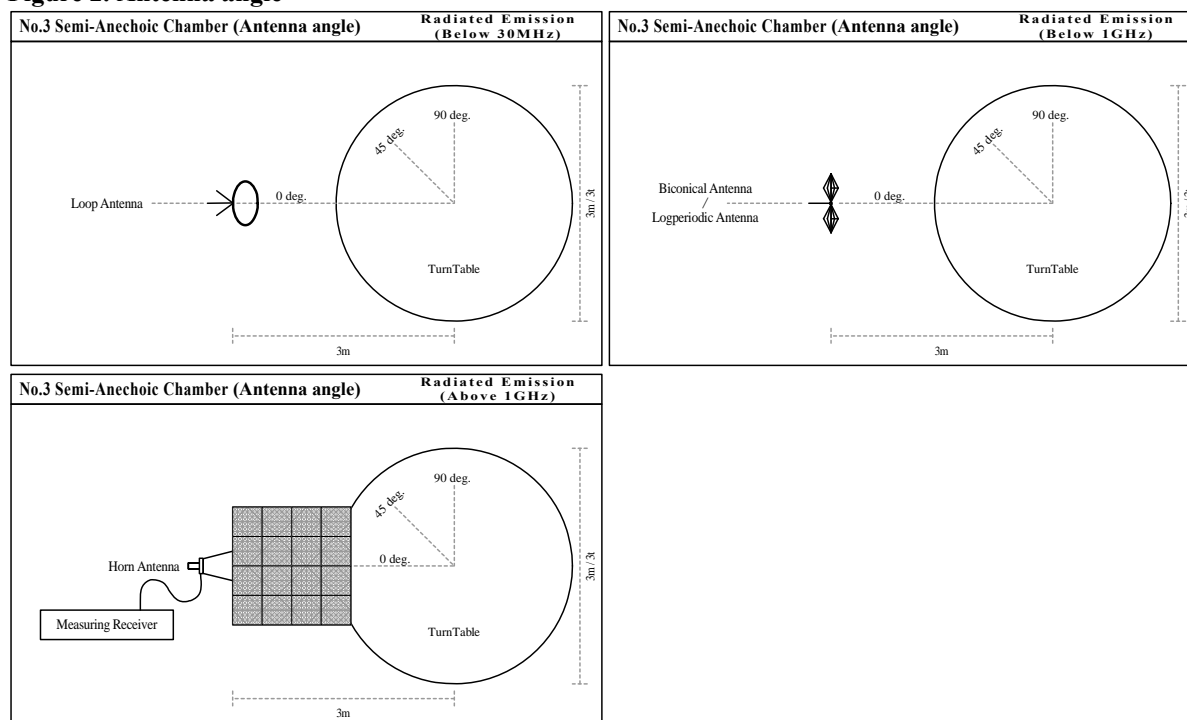 Figure 2. Antenna angle
No.3 Semi-Anechoic Chamber (Antenna angle)
Radiated Emission
(Below 30MHz)
90 deg.
45 deg.
0 deg.
Loop Antenna
TurnTable
3m / 3t
3m
No.3 Semi-Anechoic Chamber (Antenna angle)
Radiated Emission
(Below 1GHz)
90 deg.
45 deg.
0 deg.
Biconical Antenna
/
Logperiodic Antenna
TurnTable
3m
No.3 Semi-Anechoic Chamber (Antenna angle)
Radiated Emission
(Above 1GHz)
90 deg.
45 deg.
0 deg.
Horn Antenna
Measuring Receiver
TurnTable
3m / 3t
3m